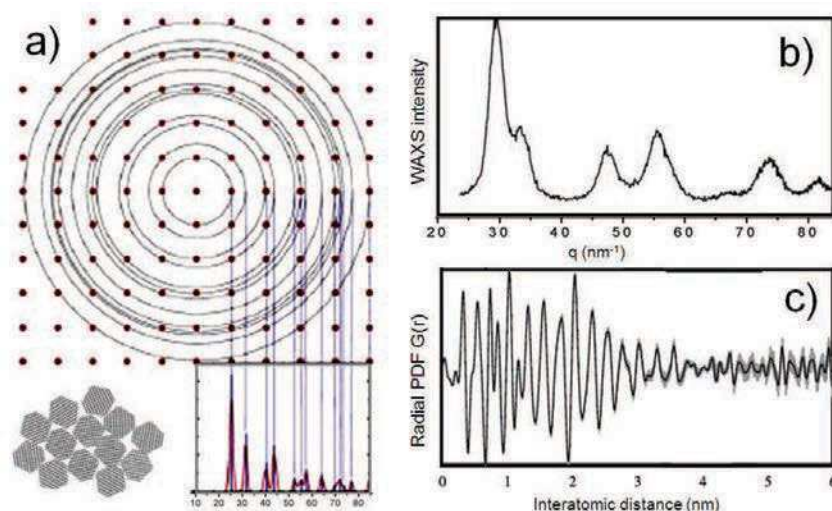 a)
10 20 30 40 50 60 70 80
b)
WAXS intensity
20 30 40 50 60 70 80
q (nm⁻¹)
c)
Radial PDF G(r)
0 1 2 3 4 5 6
Interatomic distance (nm)